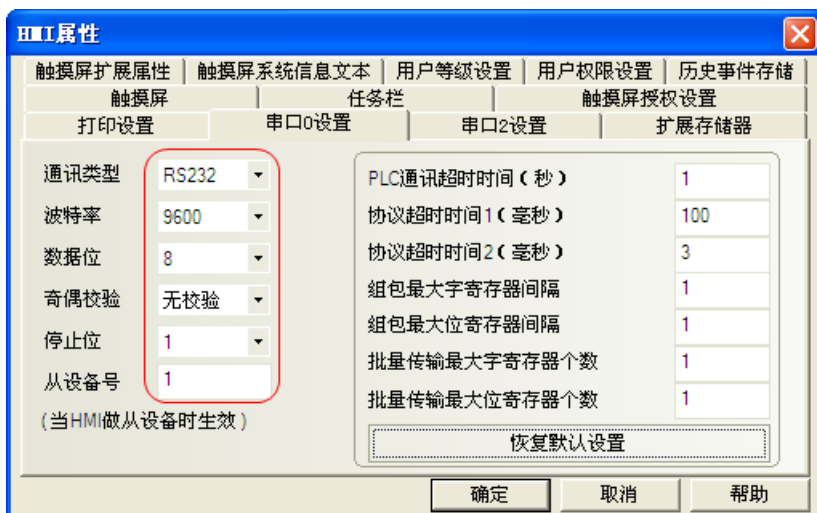 HMI属性
触摸屏扩展属性 触摸屏系统信息文本 用户等级设置 用户权限设置 历史事件存储
触摸屏 任务栏 触摸屏授权设置
打印设置 串口0设置 串口2设置 扩展存储器
通讯类型 RS232
波特率 9600
数据位 8
奇偶校验 无校验
停止位 1
从设备号 1
(当HMI做从设备时生效)
PLC通讯超时时间(秒) 1
协议超时时间1(毫秒) 100
协议超时时间2(毫秒) 3
组包最大字寄存器间隔 1
组包最大位寄存器间隔 1
批量传输最大字寄存器个数 1
批量传输最大位寄存器个数 1
恢复默认设置
确定 取消 帮助